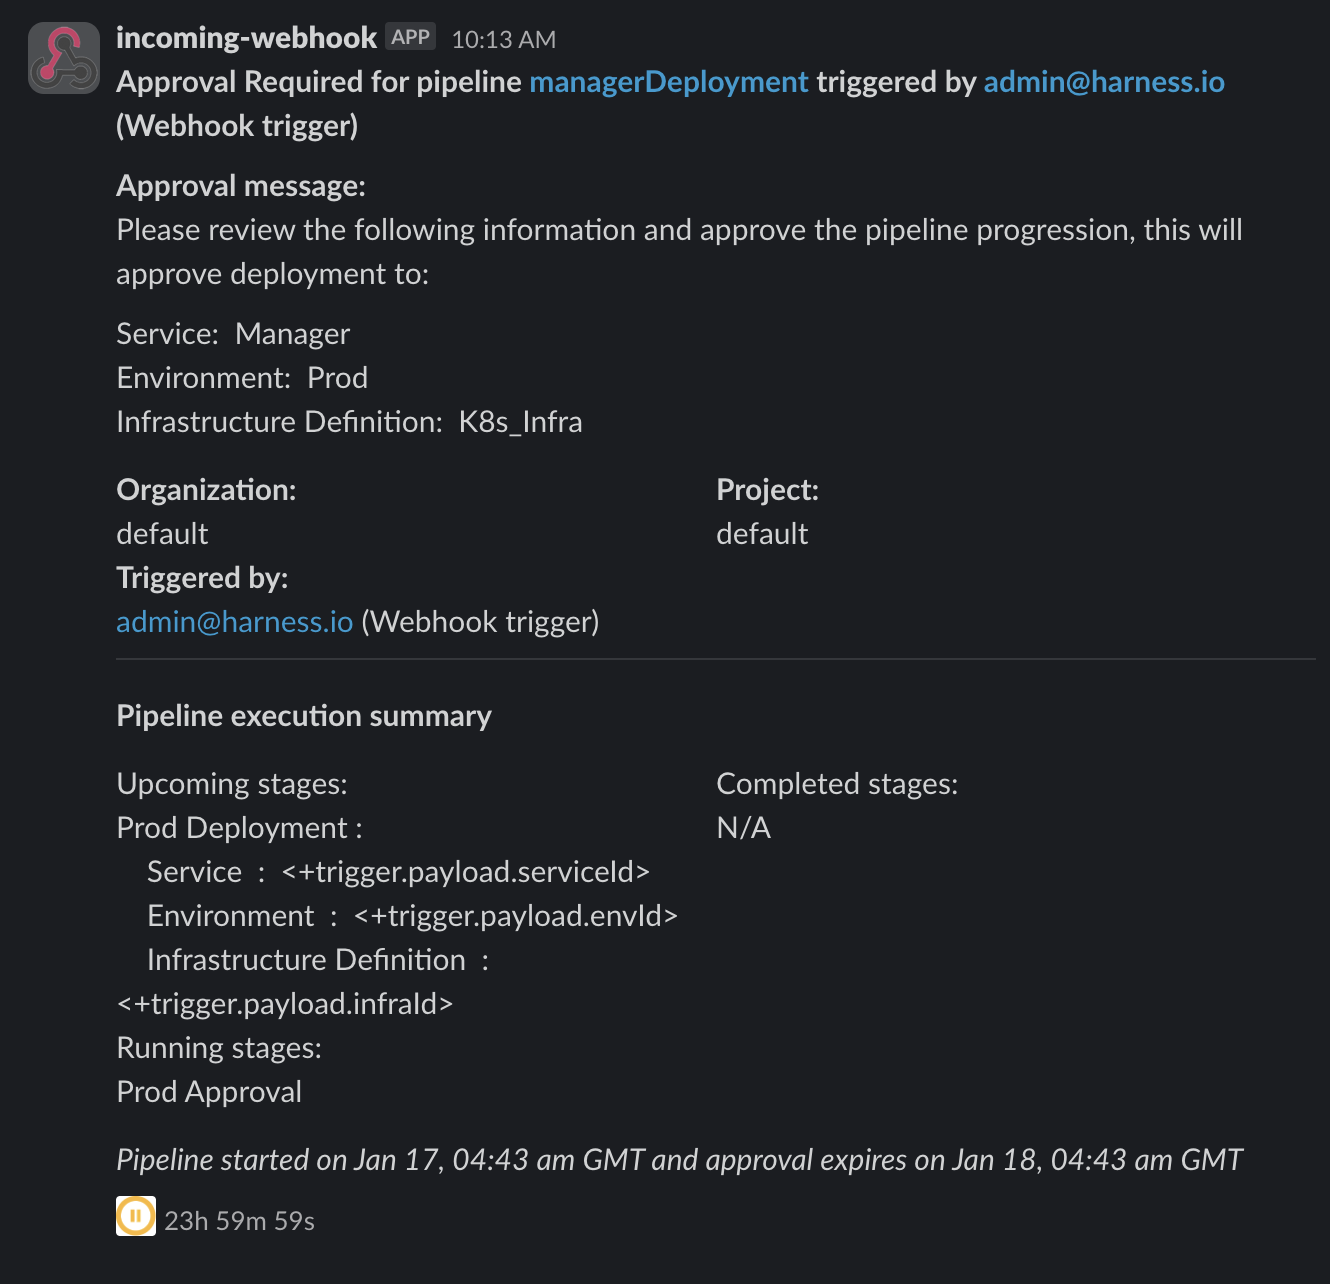 incoming-webhook APP 10:13 AM
Approval Required for pipeline managerDeployment triggered by admin@harness.io
(Webhook trigger)
Approval message:
Please review the following information and approve the pipeline progression, this will
approve deployment to:
Service:  Manager
Environment:  Prod
Infrastructure Definition:  K8s_Infra
Organization:
default
Project:
default
Triggered by:
admin@harness.io (Webhook trigger)
Pipeline execution summary
Upcoming stages:
Prod Deployment :
Service  :  <+trigger.payload.serviceId>
Environment  :  <+trigger.payload.envId>
Infrastructure Definition  :
<+trigger.payload.infraId>
Completed stages:
N/A
Running stages:
Prod Approval
Pipeline started on Jan 17, 04:43 am GMT and approval expires on Jan 18, 04:43 am GMT
23h 59m 59s